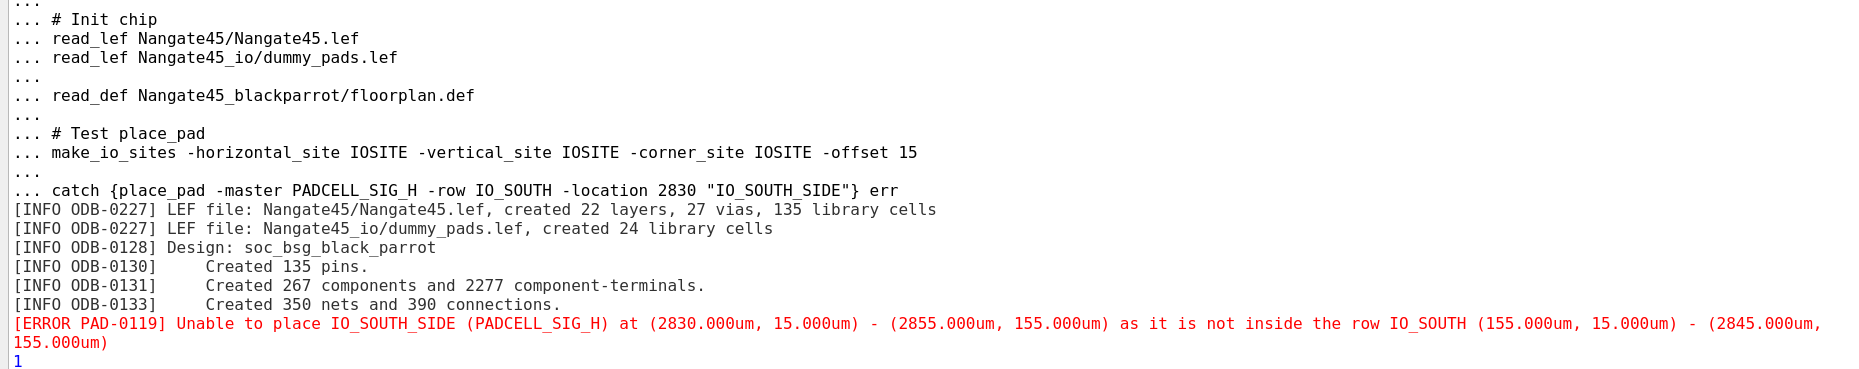 ...
... # Init chip
... read_lef Nangate45/Nangate45.lef
... read_lef Nangate45_io/dummy_pads.lef
...
... read_def Nangate45_blackparrot/floorplan.def
...
... # Test place_pad
... make_io_sites -horizontal_site IOSITE -vertical_site IOSITE -corner_site IOSITE -offset 15
...
... catch {place_pad -master PADCELL_SIG_H -row IO_SOUTH -location 2830 "IO_SOUTH_SIDE"} err
[INFO ODB-0227] LEF file: Nangate45/Nangate45.lef, created 22 layers, 27 vias, 135 library cells
[INFO ODB-0227] LEF file: Nangate45_io/dummy_pads.lef, created 24 library cells
[INFO ODB-0128] Design: soc_bsg_black_parrot
[INFO ODB-0130]     Created 135 pins.
[INFO ODB-0131]     Created 267 components and 2277 component-terminals.
[INFO ODB-0133]     Created 350 nets and 390 connections.
[ERROR PAD-0119] Unable to place IO_SOUTH_SIDE (PADCELL_SIG_H) at (2830.000um, 15.000um) - (2855.000um, 155.000um) as it is not inside the row IO_SOUTH (155.000um, 15.000um) - (2845.000um,
155.000um)
1